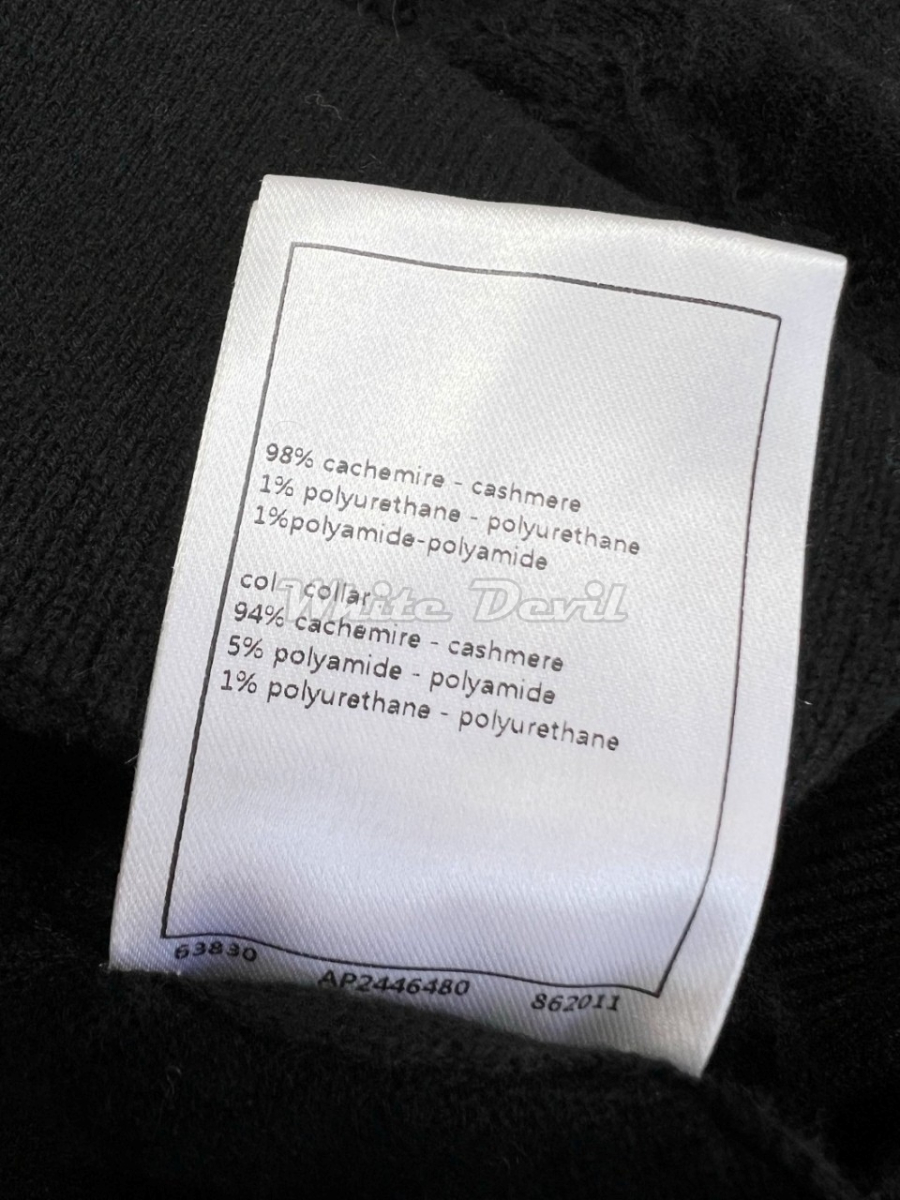 98% cachemire - cashmere
1% polyurethane - polyurethane
1%polyamide-polyamide
col - collar
White Devil
94% cachemire - cashmere
5% polyamide - polyamide
1% polyurethane - polyurethane
63830 AP2446480 862011